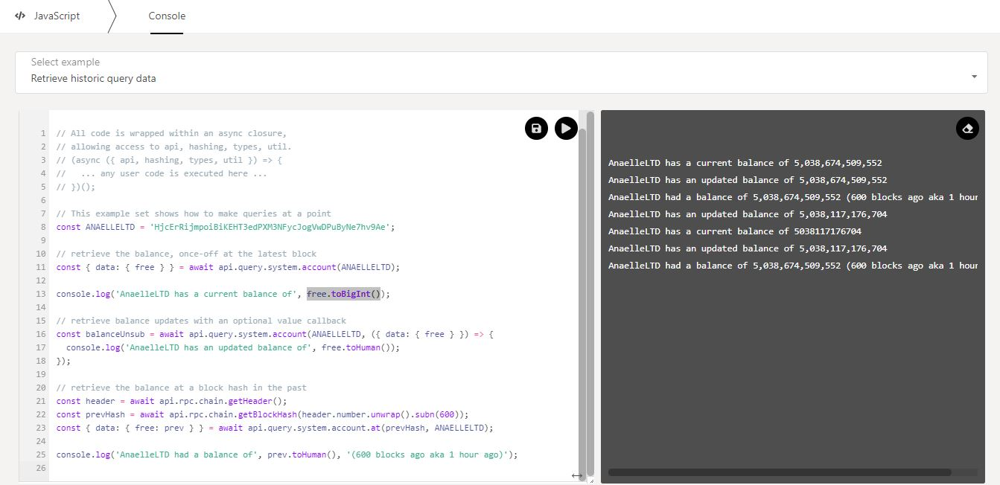 JavaScript
Console
Select example
Retrieve historic query data
1 // All code is wrapped within an async closure,
2 // allowing access to api, hashing, types, util.
3 // (async ({ api, hashing, types, util }) => {
4 //   ... any user code is executed here ...
5 // })();
6
7 // This example set shows how to make queries at a point
8 const ANAELLELTD = 'HjcErRijmpoiBiKEHT3edPXM3NFycJogVwDPuByNe7hv9Ae';
9
10 // retrieve the balance, once-off at the latest block
11 const { data: { free } } = await api.query.system.account(ANAELLELTD);
12
13 console.log('AnaelleLTD has a current balance of', free.toBigInt());
14
15 // retrieve balance updates with an optional value callback
16 const balanceUnsub = await api.query.system.account(ANAELLELTD, ({ data: { free } }) => {
17   console.log('AnaelleLTD has an updated balance of', free.toHuman());
18 });
19
20 // retrieve the balance at a block hash in the past
21 const header = await api.rpc.chain.getHeader();
22 const prevHash = await api.rpc.chain.getBlockHash(header.number.unwrap().subn(600));
23 const { data: { free: prev } } = await api.query.system.account.at(prevHash, ANAELLELTD);
24
25 console.log('AnaelleLTD had a balance of', prev.toHuman(), '(600 blocks ago aka 1 hour ago)');
26
AnaelleLTD has a current balance of 5,038,674,509,552
AnaelleLTD has an updated balance of 5,038,674,509,552
AnaelleLTD had a balance of 5,038,674,509,552 (600 blocks ago aka 1 hour
AnaelleLTD has an updated balance of 5,038,117,176,704
AnaelleLTD has a current balance of 5038117176704
AnaelleLTD has an updated balance of 5,038,117,176,704
AnaelleLTD had a balance of 5,038,674,509,552 (600 blocks ago aka 1 hour